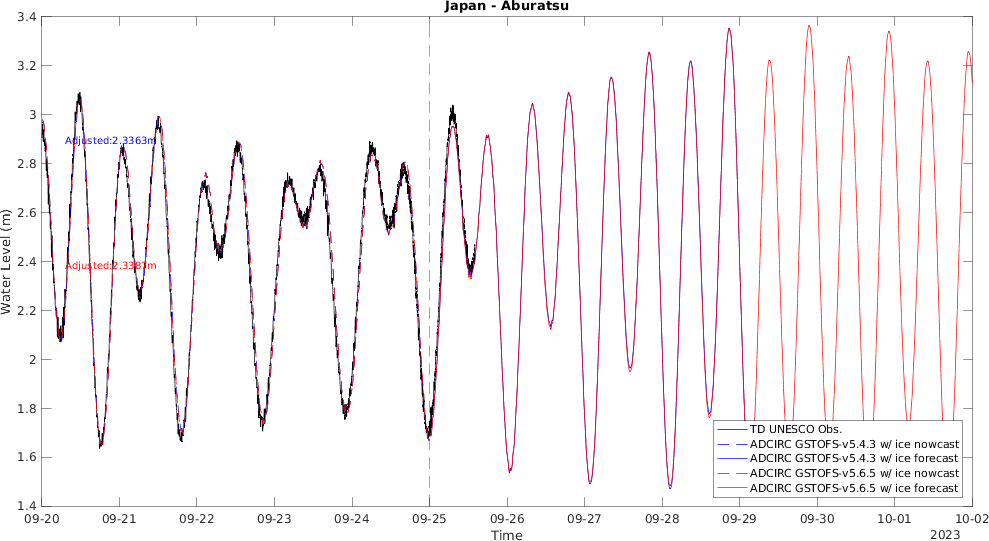 Japan - Aburatsu
3.4
3.2
3
2.8
2.6
2.4
2.2
2
1.8
1.6
1.4
Water Level (m)
Adjusted:2.3363m
Adjusted:2.3387m
TD UNESCO Obs.
ADCIRC GSTOFS-v5.4.3 w/ ice nowcast
ADCIRC GSTOFS-v5.4.3 w/ ice forecast
ADCIRC GSTOFS-v5.6.5 w/ ice nowcast
ADCIRC GSTOFS-v5.6.5 w/ ice forecast
09-20 09-21 09-22 09-23 09-24 09-25 09-26 09-27 09-28 09-29 09-30 10-01 10-02
Time
2023